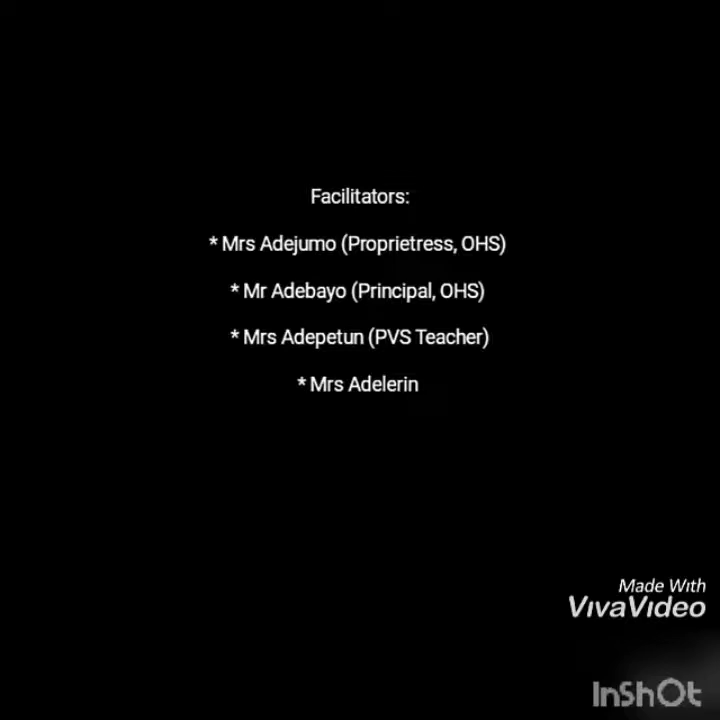 Facilitators:
* Mrs Adejumo (Proprietress, OHS)
* Mr Adebayo (Principal, OHS)
* Mrs Adepetun (PVS Teacher)
* Mrs Adelerin
Made With
VivaVideo
InShOt